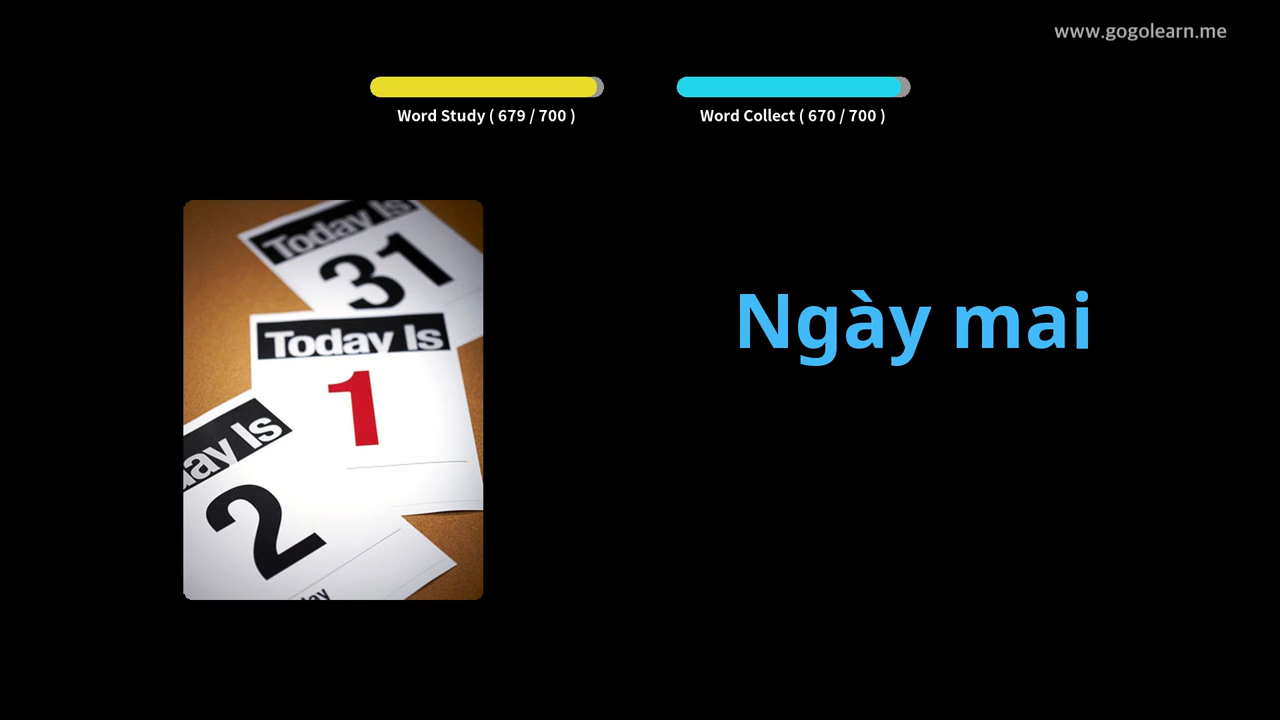 www.gogolearn.me
Word Study ( 679 / 700 )
Word Collect ( 670 / 700 )
Today Is
31
Today Is
1
ay Is
2
Ngày mai